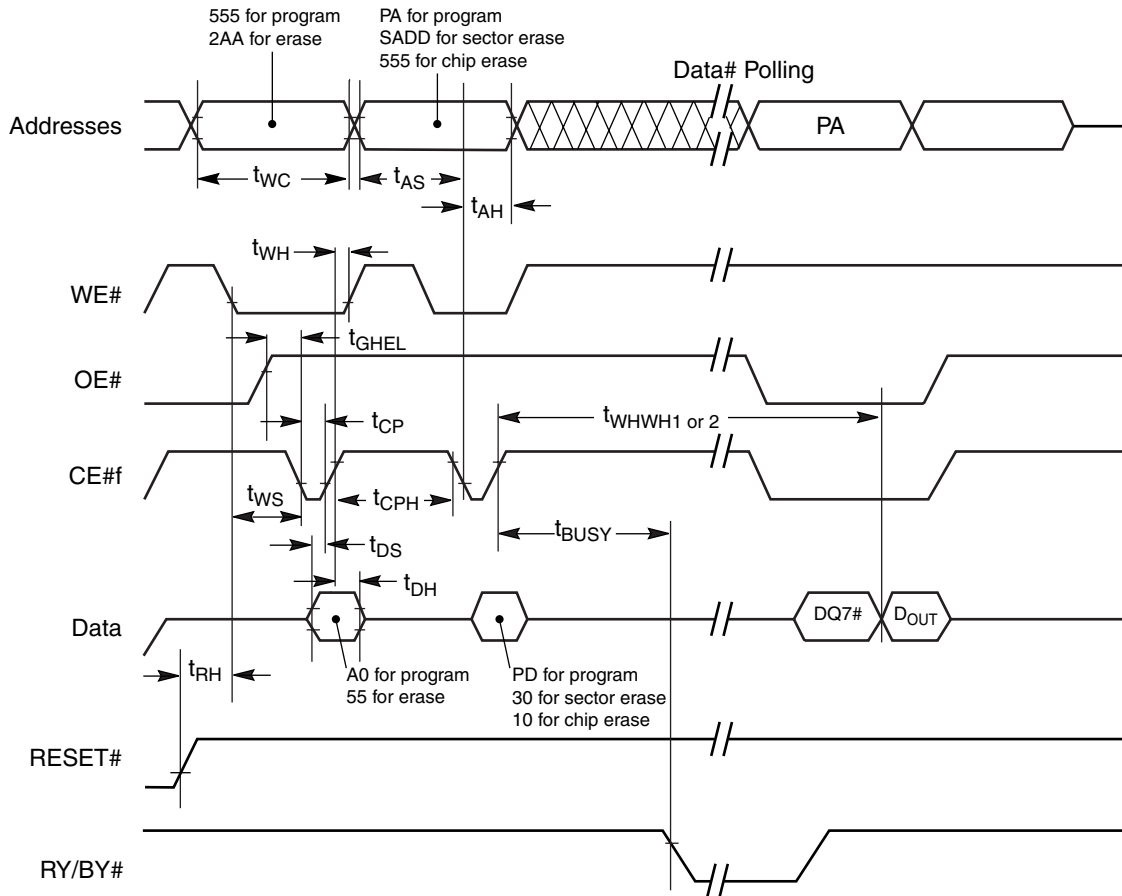 555 for program
2AA for erase
PA for program
SADD for sector erase
555 for chip erase
Data# Polling
Addresses
PA
tWC
tAS
tAH
tWH
WE#
tGHEL
OE#
tWHWH1 or 2
tCP
CE#f
tWS
tCPH
tBUSY
tDS
tDH
Data
DQ7#
DOUT
tRH
A0 for program
55 for erase
PD for program
30 for sector erase
10 for chip erase
RESET#
RY/BY#